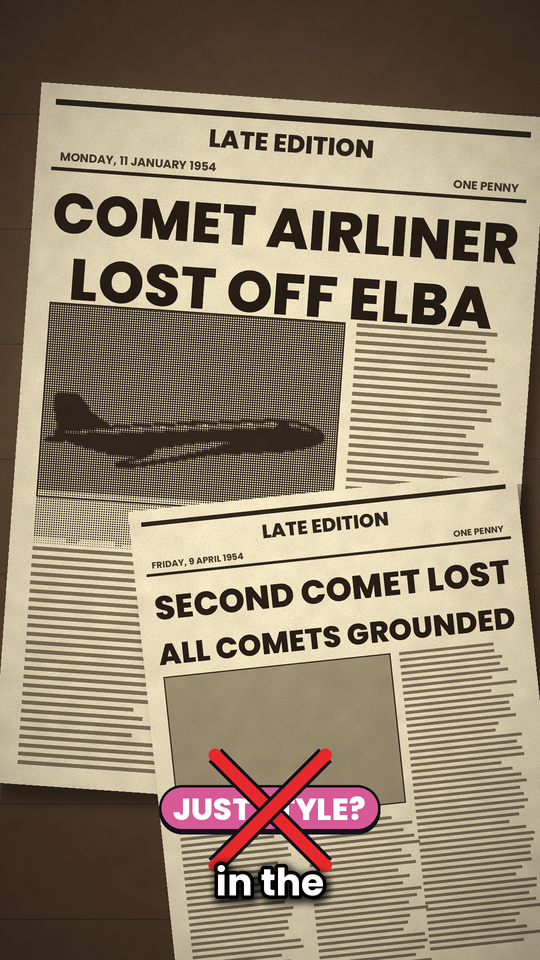 LATE EDITION
MONDAY, 11 JANUARY 1954
ONE PENNY
COMET AIRLINER
LOST OFF ELBA
LATE EDITION
FRIDAY, 9 APRIL 1954
ONE PENNY
SECOND COMET LOST
ALL COMETS GROUNDED
JUST STYLE?
in the